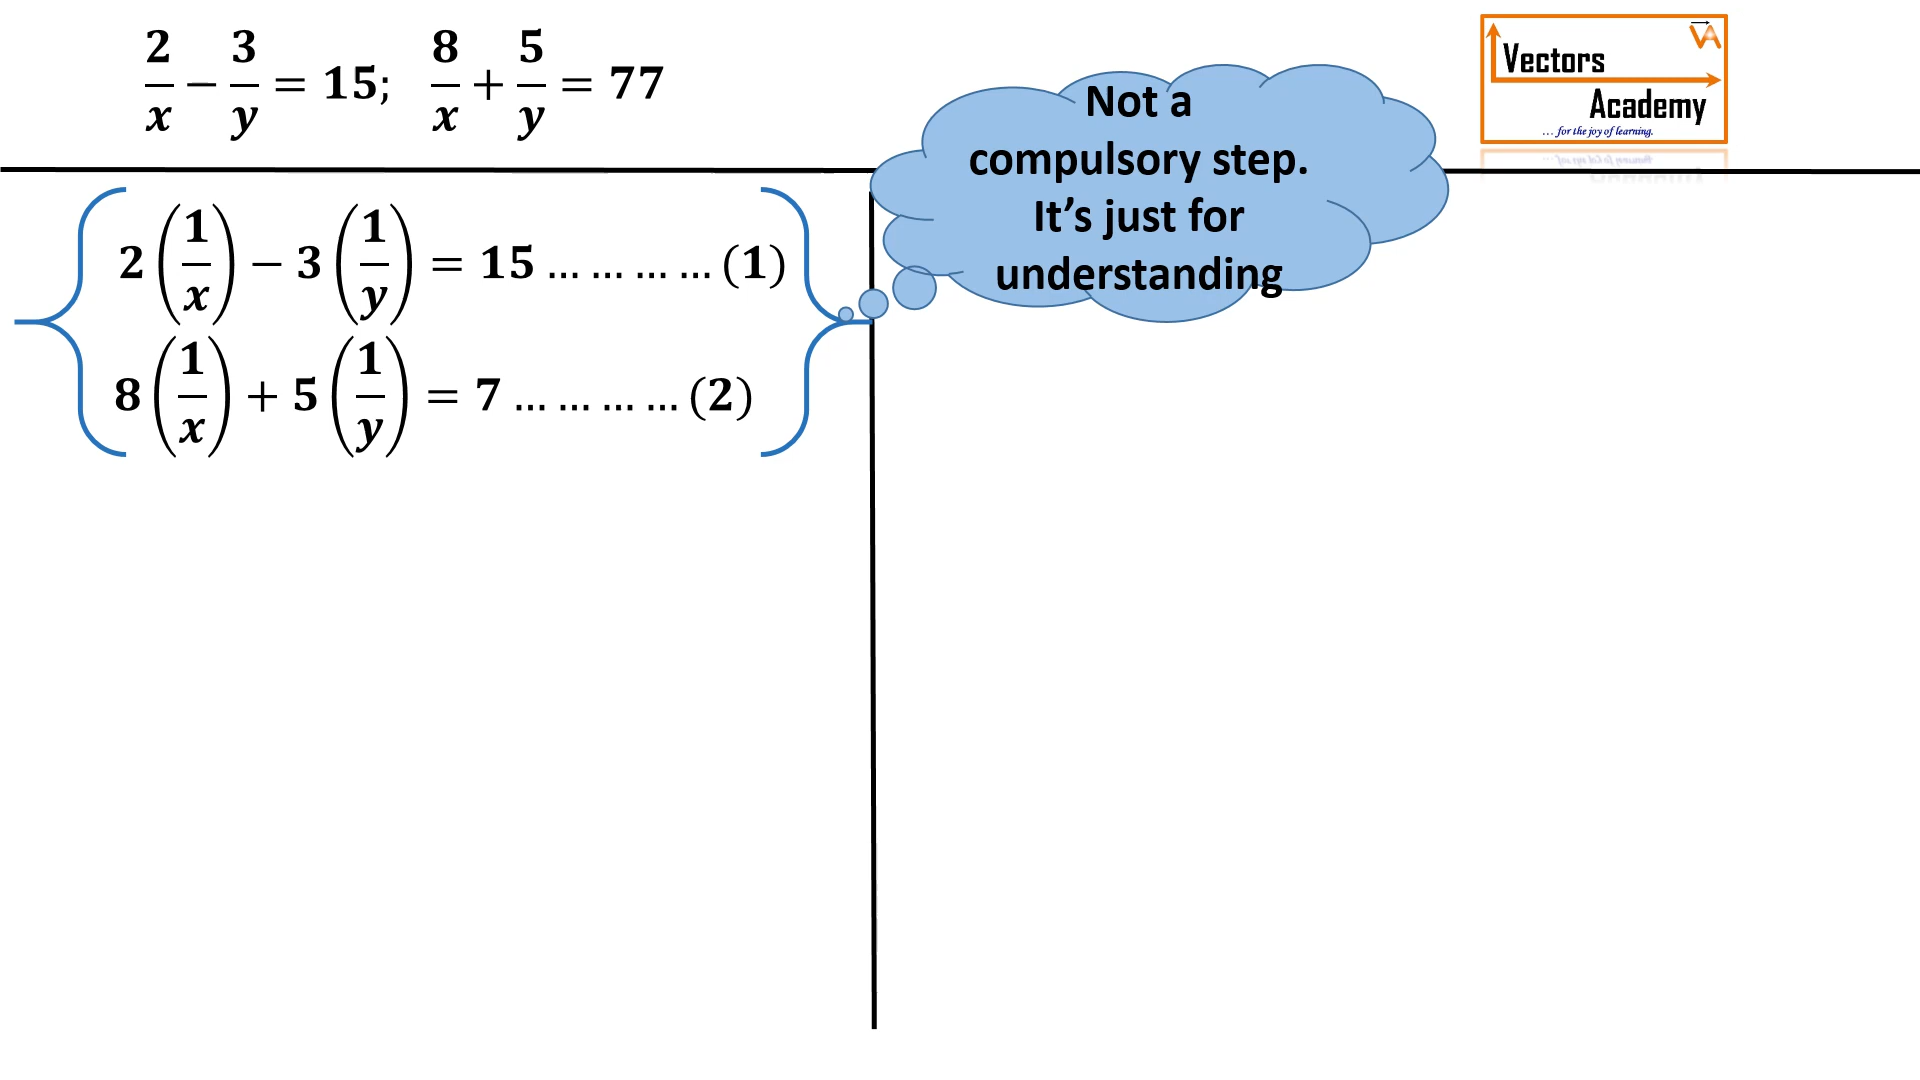 2/x − 3/y = 15;   8/x + 5/y = 77
Vectors
Academy
... for the joy of learning.
Not a
compulsory step.
It’s just for
understanding
2(1/x) − 3(1/y) = 15 … … … … (1)
8(1/x) + 5(1/y) = 7 … … … … (2)